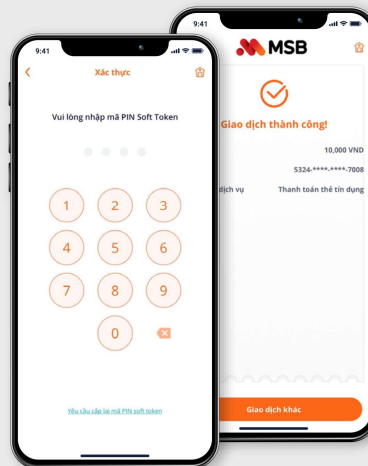 9:41
Xác thực
Vui lòng nhập mã PIN Soft Token
1 2 3
4 5 6
7 8 9
0
Yêu cầu cấp lại mã PIN soft token
9:41
MSB
Giao dịch thành công!
10,000 VND
5324-****-****-7008
dịch vụ Thanh toán thẻ tín dụng
Giao dịch khác